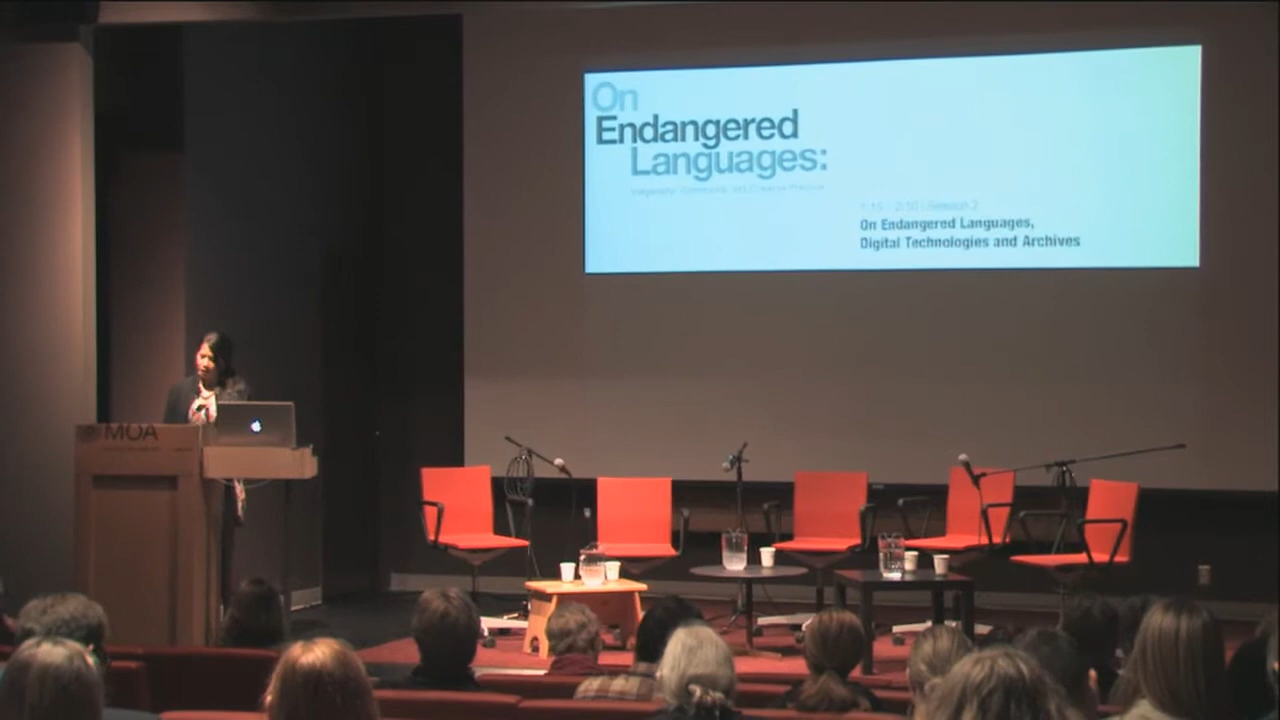 On
Endangered
Languages:
On Endangered Languages,
Digital Technologies and Archives
MOA